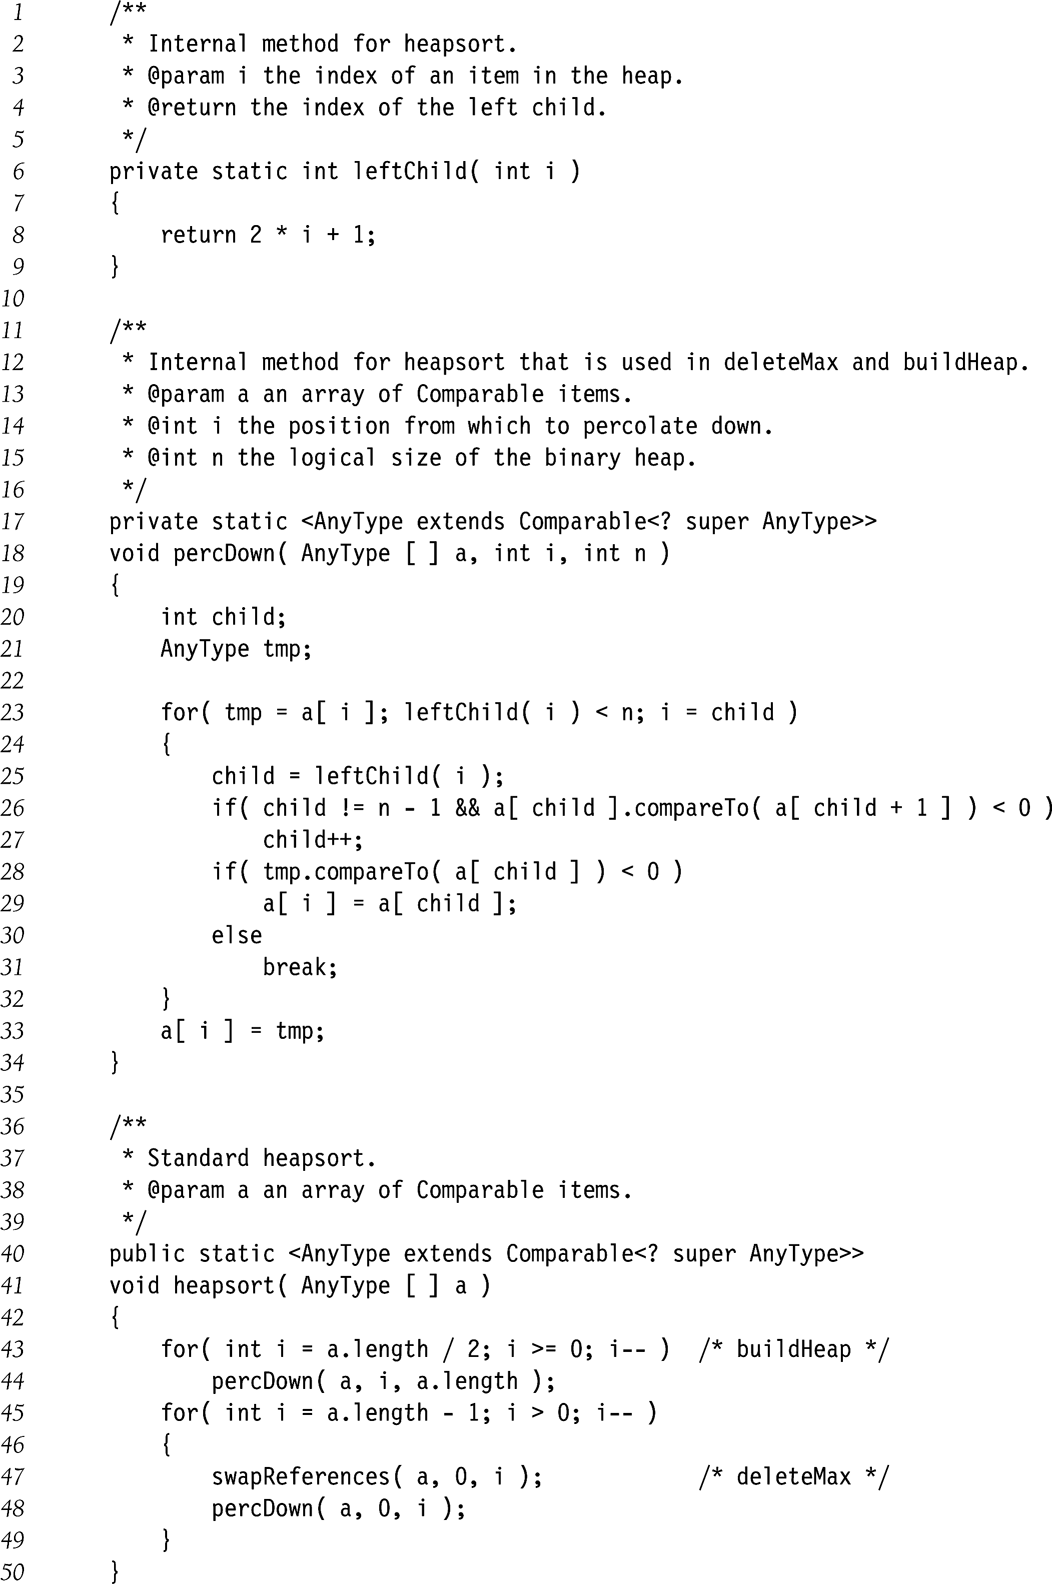 1 /**
2 * Internal method for heapsort.
3 * @param i the index of an item in the heap.
4 * @return the index of the left child.
5 */
6 private static int leftChild( int i )
7 {
8 return 2 * i + 1;
9 }
10
11 /**
12 * Internal method for heapsort that is used in deleteMax and buildHeap.
13 * @param a an array of Comparable items.
14 * @int i the position from which to percolate down.
15 * @int n the logical size of the binary heap.
16 */
17 private static <AnyType extends Comparable<? super AnyType>>
18 void percDown( AnyType [ ] a, int i, int n )
19 {
20 int child;
21 AnyType tmp;
22
23 for( tmp = a[ i ]; leftChild( i ) < n; i = child )
24 {
25 child = leftChild( i );
26 if( child != n - 1 && a[ child ].compareTo( a[ child + 1 ] ) < 0 )
27 child++;
28 if( tmp.compareTo( a[ child ] ) < 0 )
29 a[ i ] = a[ child ];
30 else
31 break;
32 }
33 a[ i ] = tmp;
34 }
35
36 /**
37 * Standard heapsort.
38 * @param a an array of Comparable items.
39 */
40 public static <AnyType extends Comparable<? super AnyType>>
41 void heapsort( AnyType [ ] a )
42 {
43 for( int i = a.length / 2; i >= 0; i-- ) /* buildHeap */
44 percDown( a, i, a.length );
45 for( int i = a.length - 1; i > 0; i-- )
46 {
47 swapReferences( a, 0, i ); /* deleteMax */
48 percDown( a, 0, i );
49 }
50 }